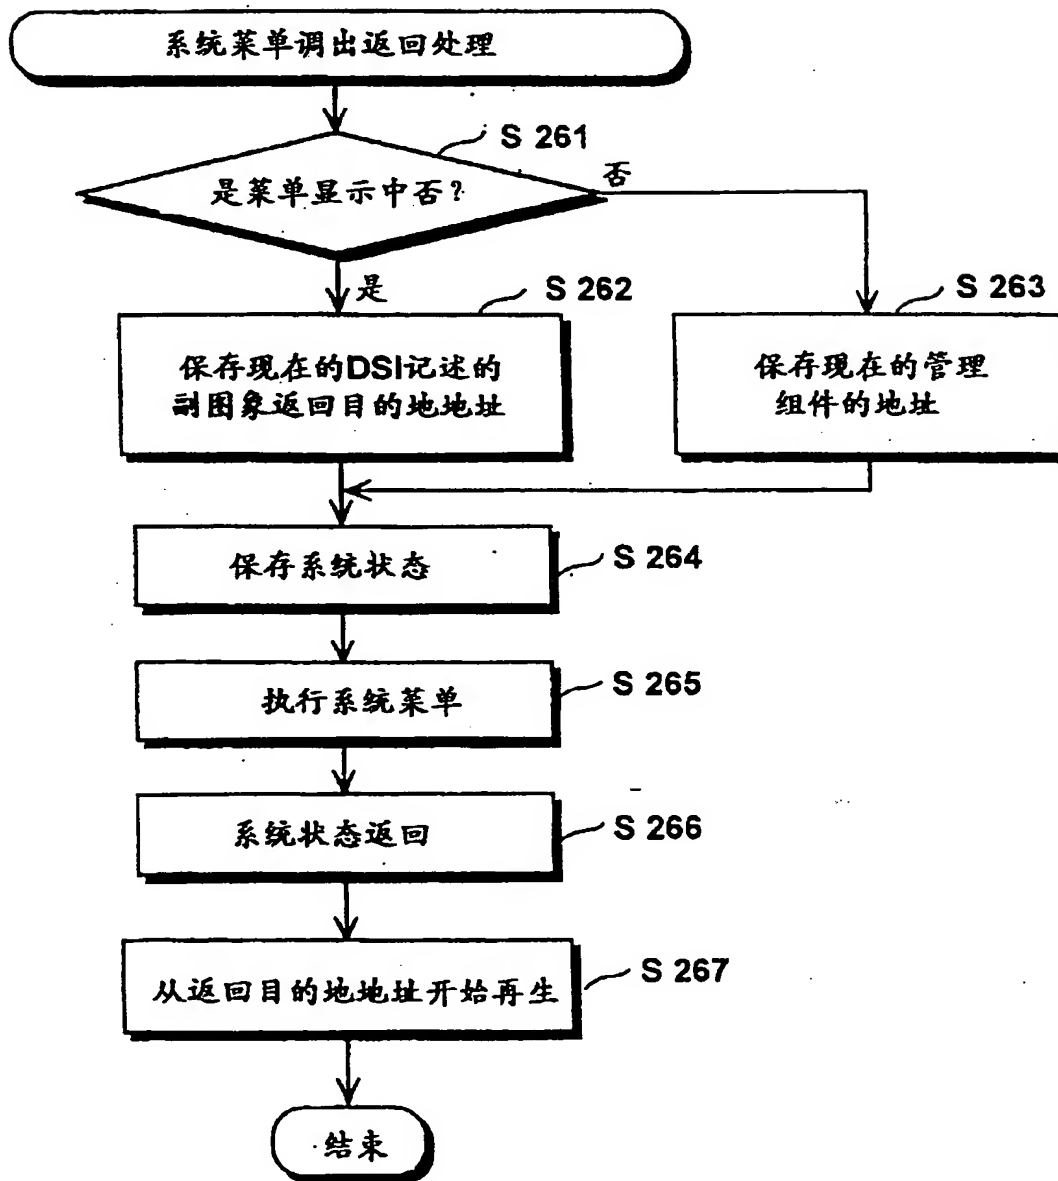 系统菜单调出返回处理
S 261
是菜单显示中否？
否
是
S 262
S 263
保存现在的DSI记述的
副图象返回目的地地址
保存现在的管理
组件的地址
保存系统状态
S 264
执行系统菜单
S 265
系统状态返回
S 266
从返回目的地地址开始再生
S 267
结束